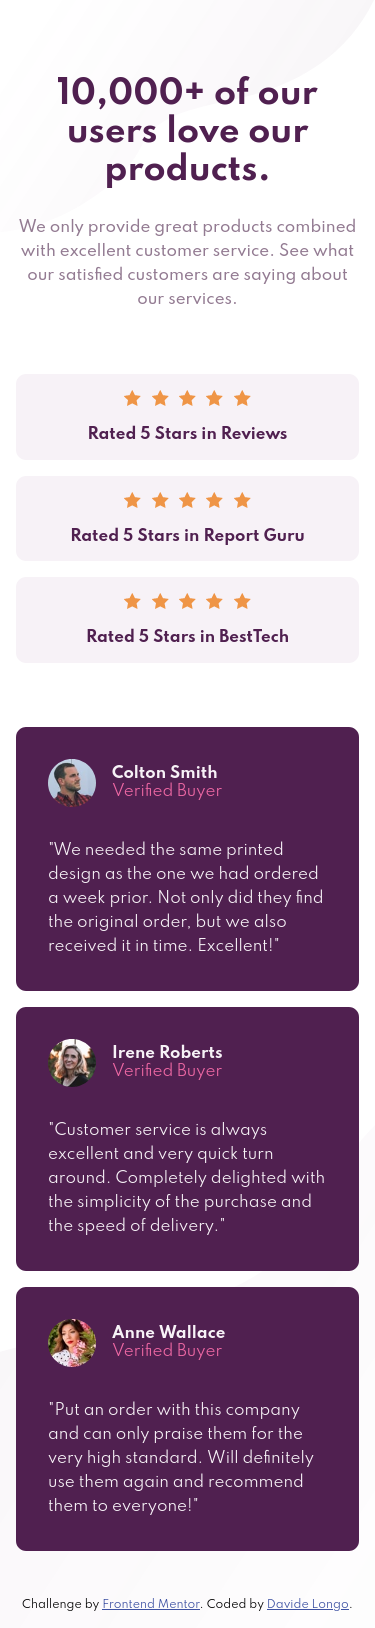 10,000+ of our
users love our
products.
We only provide great products combined
with excellent customer service. See what
our satisfied customers are saying about
our services.
Rated 5 Stars in Reviews
Rated 5 Stars in Report Guru
Rated 5 Stars in BestTech
Colton Smith
Verified Buyer
"We needed the same printed
design as the one we had ordered
a week prior. Not only did they find
the original order, but we also
received it in time. Excellent!"
Irene Roberts
Verified Buyer
"Customer service is always
excellent and very quick turn
around. Completely delighted with
the simplicity of the purchase and
the speed of delivery."
Anne Wallace
Verified Buyer
"Put an order with this company
and can only praise them for the
very high standard. Will definitely
use them again and recommend
them to everyone!"
Challenge by Frontend Mentor. Coded by Davide Longo.